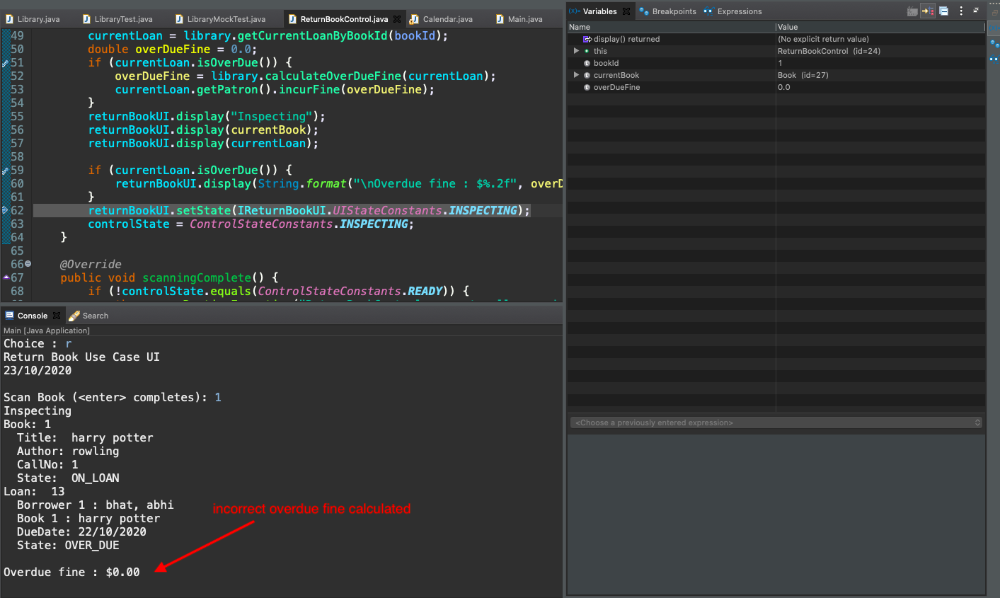 Library.java LibraryTest.java LibraryMockTest.java ReturnBookControl.java Calendar.java Main.java
49 currentLoan = library.getCurrentLoanByBookId(bookId);
50 double overDueFine = 0.0;
51 if (currentLoan.isOverDue()) {
52 overDueFine = library.calculateOverDueFine(currentLoan);
53 currentLoan.getPatron().incurFine(overDueFine);
54 }
55 returnBookUI.display("Inspecting");
56 returnBookUI.display(currentBook);
57 returnBookUI.display(currentLoan);
58
59 if (currentLoan.isOverDue()) {
60 returnBookUI.display(String.format("\nOverdue fine : $%.2f", overD
61 }
62 returnBookUI.setState(IReturnBookUI.UIStateConstants.INSPECTING);
63 controlState = ControlStateConstants.INSPECTING;
64 }
65
66 @Override
67 public void scanningComplete() {
68 if (!controlState.equals(ControlStateConstants.READY)) {
Console Search
Main [Java Application]
Choice : r
Return Book Use Case UI
23/10/2020
Scan Book (<enter> completes): 1
Inspecting
Book: 1
Title: harry potter
Author: rowling
CallNo: 1
State: ON_LOAN
Loan: 13
Borrower 1 : bhat, abhi
incorrect overdue fine calculated
Book 1 : harry potter
DueDate: 22/10/2020
State: OVER_DUE
Overdue fine : $0.00
(x)= Variables Breakpoints Expressions
Name Value
display() returned (No explicit return value)
this ReturnBookControl (id=24)
bookId 1
currentBook Book (id=27)
overDueFine 0.0
<Choose a previously entered expression>